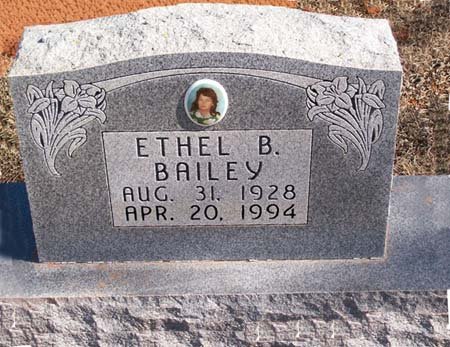 ETHEL B.
BAILEY
AUG. 31, 1928
APR. 20, 1994